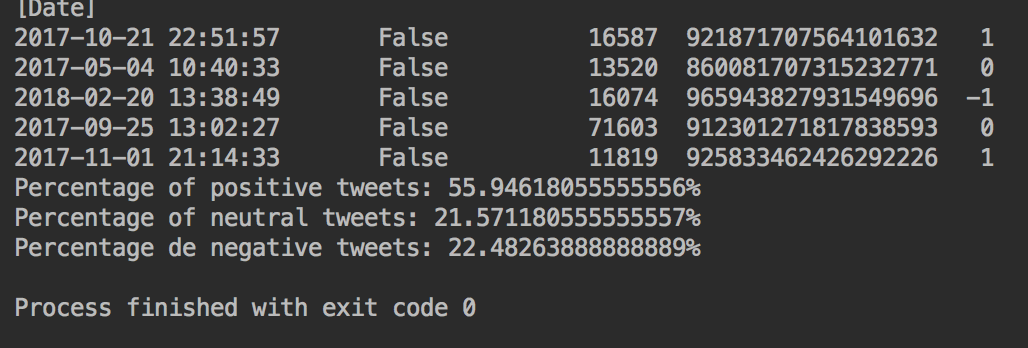 [Date]
2017-10-21 22:51:57 False 16587 921871707564101632 1
2017-05-04 10:40:33 False 13520 860081707315232771 0
2018-02-20 13:38:49 False 16074 965943827931549696 -1
2017-09-25 13:02:27 False 71603 912301271817838593 0
2017-11-01 21:14:33 False 11819 925833462426292226 1
Percentage of positive tweets: 55.94618055555556%
Percentage of neutral tweets: 21.571180555555557%
Percentage de negative tweets: 22.48263888888889%
Process finished with exit code 0